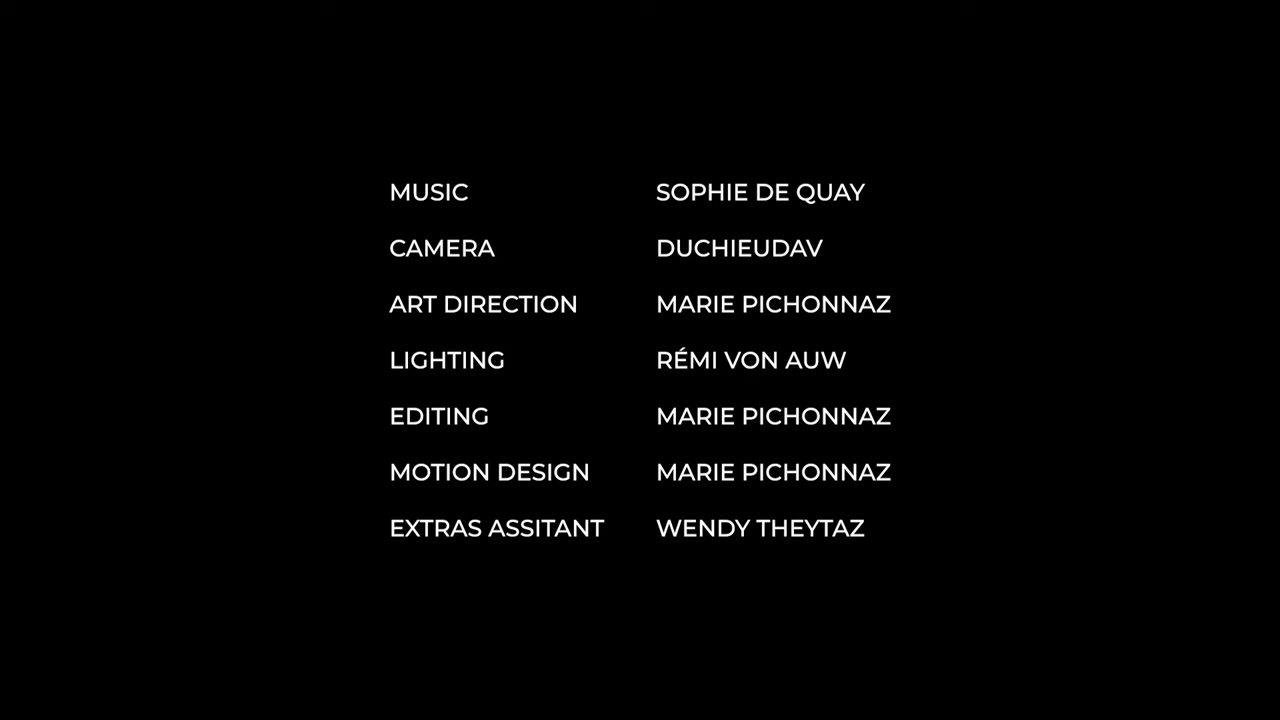 MUSIC SOPHIE DE QUAY
CAMERA DUCHIEUDAV
ART DIRECTION MARIE PICHONNAZ
LIGHTING RÉMI VON AUW
EDITING MARIE PICHONNAZ
MOTION DESIGN MARIE PICHONNAZ
EXTRAS ASSITANT WENDY THEYTAZ